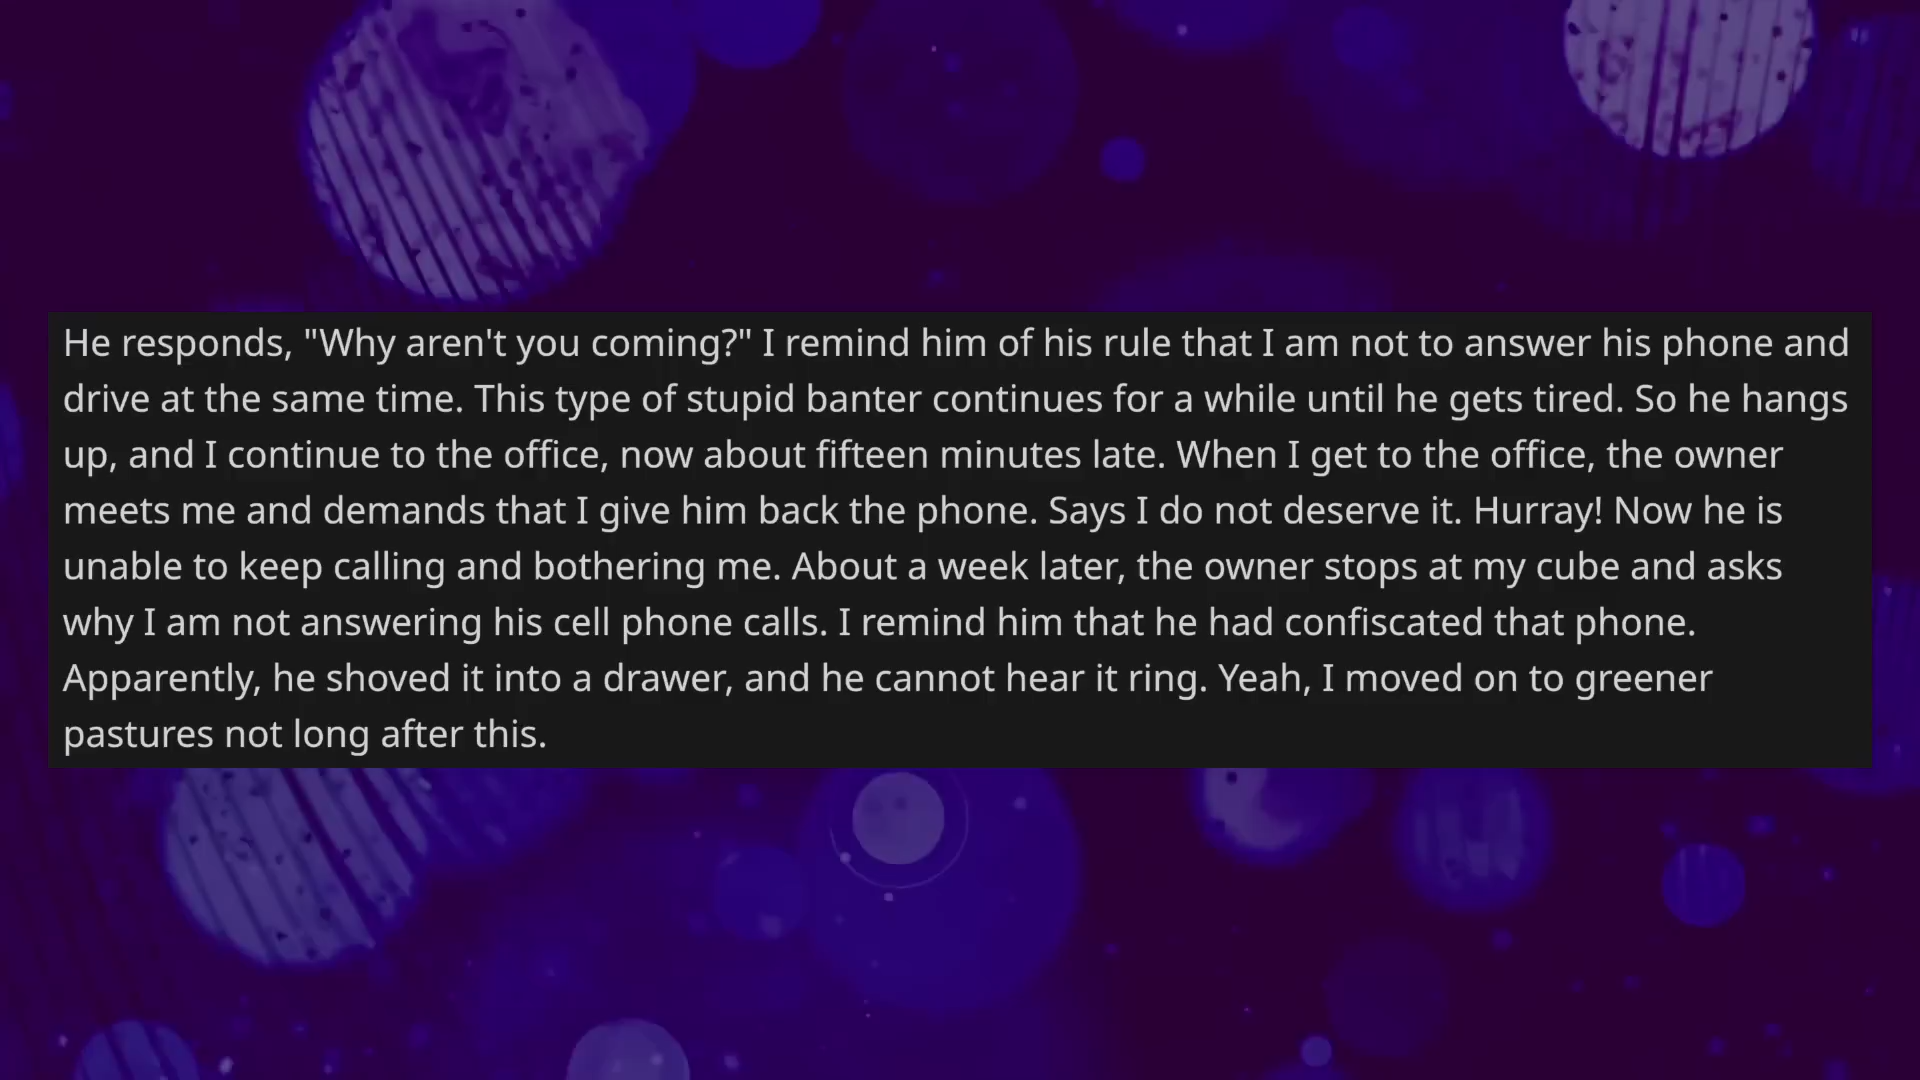 He responds, "Why aren't you coming?" I remind him of his rule that I am not to answer his phone and
drive at the same time. This type of stupid banter continues for a while until he gets tired. So he hangs
up, and I continue to the office, now about fifteen minutes late. When I get to the office, the owner
meets me and demands that I give him back the phone. Says I do not deserve it. Hurray! Now he is
unable to keep calling and bothering me. About a week later, the owner stops at my cube and asks
why I am not answering his cell phone calls. I remind him that he had confiscated that phone.
Apparently, he shoved it into a drawer, and he cannot hear it ring. Yeah, I moved on to greener
pastures not long after this.